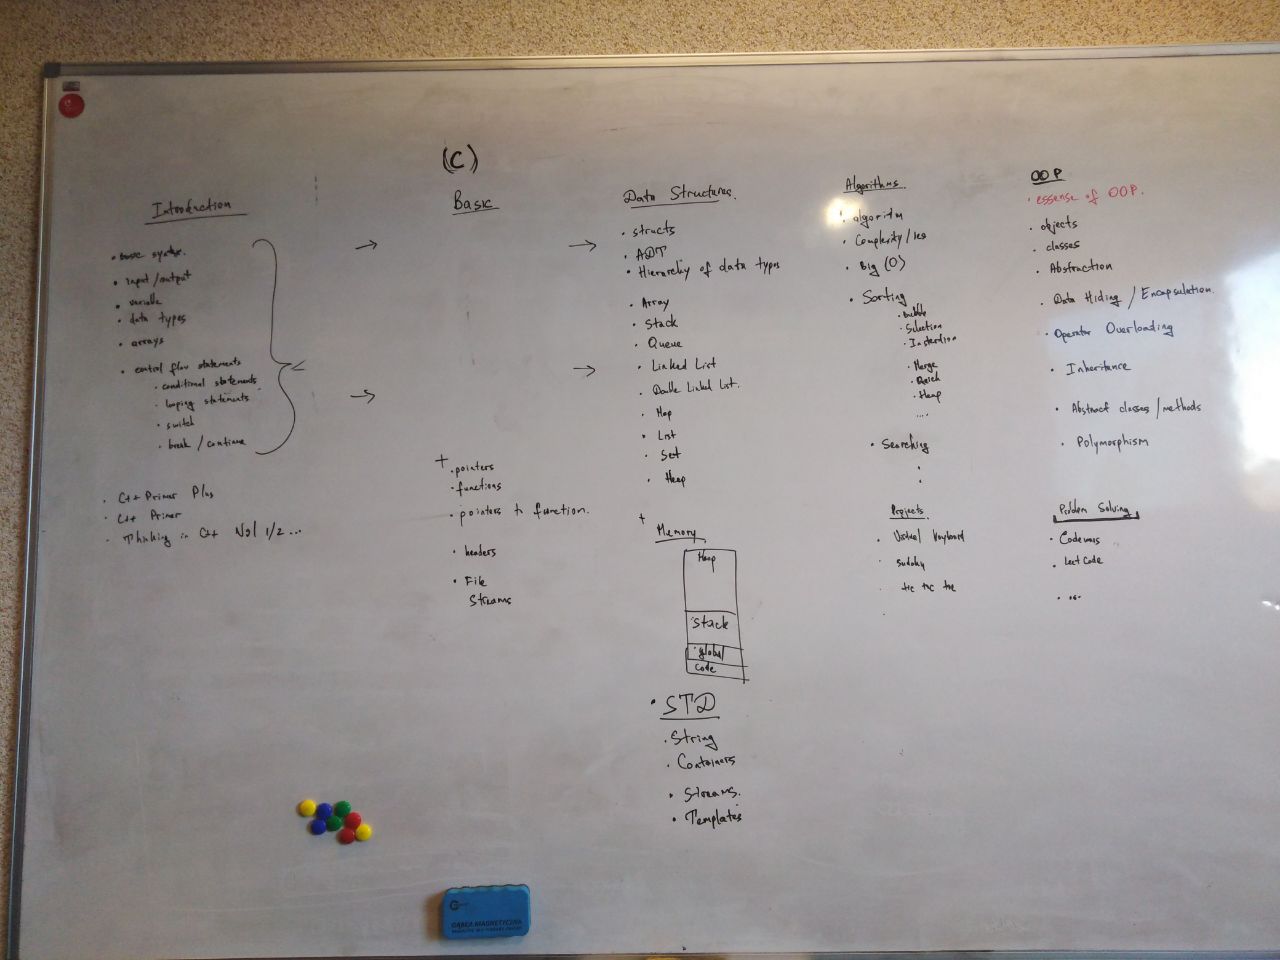 (C)
Introduction
• basic syntax.
• input/output
• variable
• data types
• arrays
• control flow statements
• conditional statements
• looping statements
• switch
• break / continue
• C++ Primer Plus
• C++ Primer
• Thinking in C++ Vol 1/2 ...
Basic
+
• pointers
• functions
• pointers to function.
• headers
• File
Streams
Data Structures.
• structs
• ADT
• Hierarchy of data types
• Array
• Stack
• Queue
• Linked List
• Double Linked List.
• Map
• List
• Set
• Heap
+
Memory
Heap
Stack
global
code
• STD
• String
• Containers
• Streams.
• Templates
Algorithms
• algorithm
• Complexity/
• Big (O)
• Sorting
• bubble
• Selection
• Insertion
• Merge
• Quick
• Heap
....
• Searching
Projects
• Virtual keyboard
• sudoku
• tic tac toe
OOP
• essense of OOP.
• objects
• classes
• Abstraction
• Data Hiding / Encapsulation.
• Operator Overloading
• Inheritance
• Abstract classes/methods
• Polymorphism
Problem Solving
• Codewars
• LeetCode
• ...
GĄBKA MAGNETYCZNA